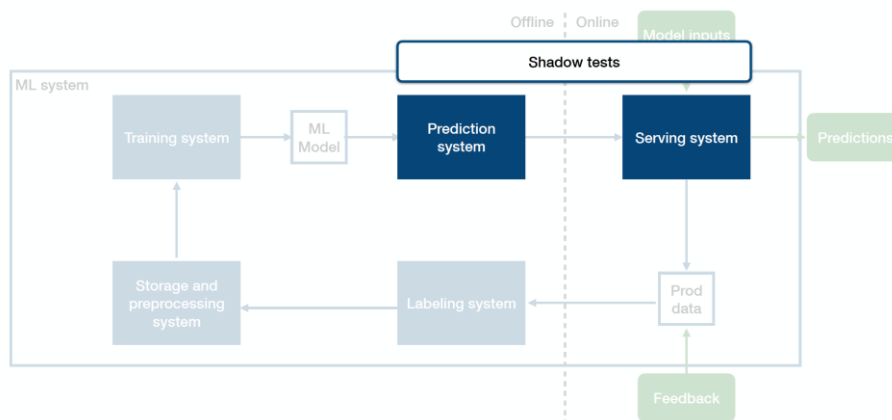 Offline
Online
Model inputs
Shadow tests
ML system
Training system
ML
Model
Prediction
system
Serving system
Predictions
Storage and
preprocessing
system
Labeling system
Prod
data
Feedback